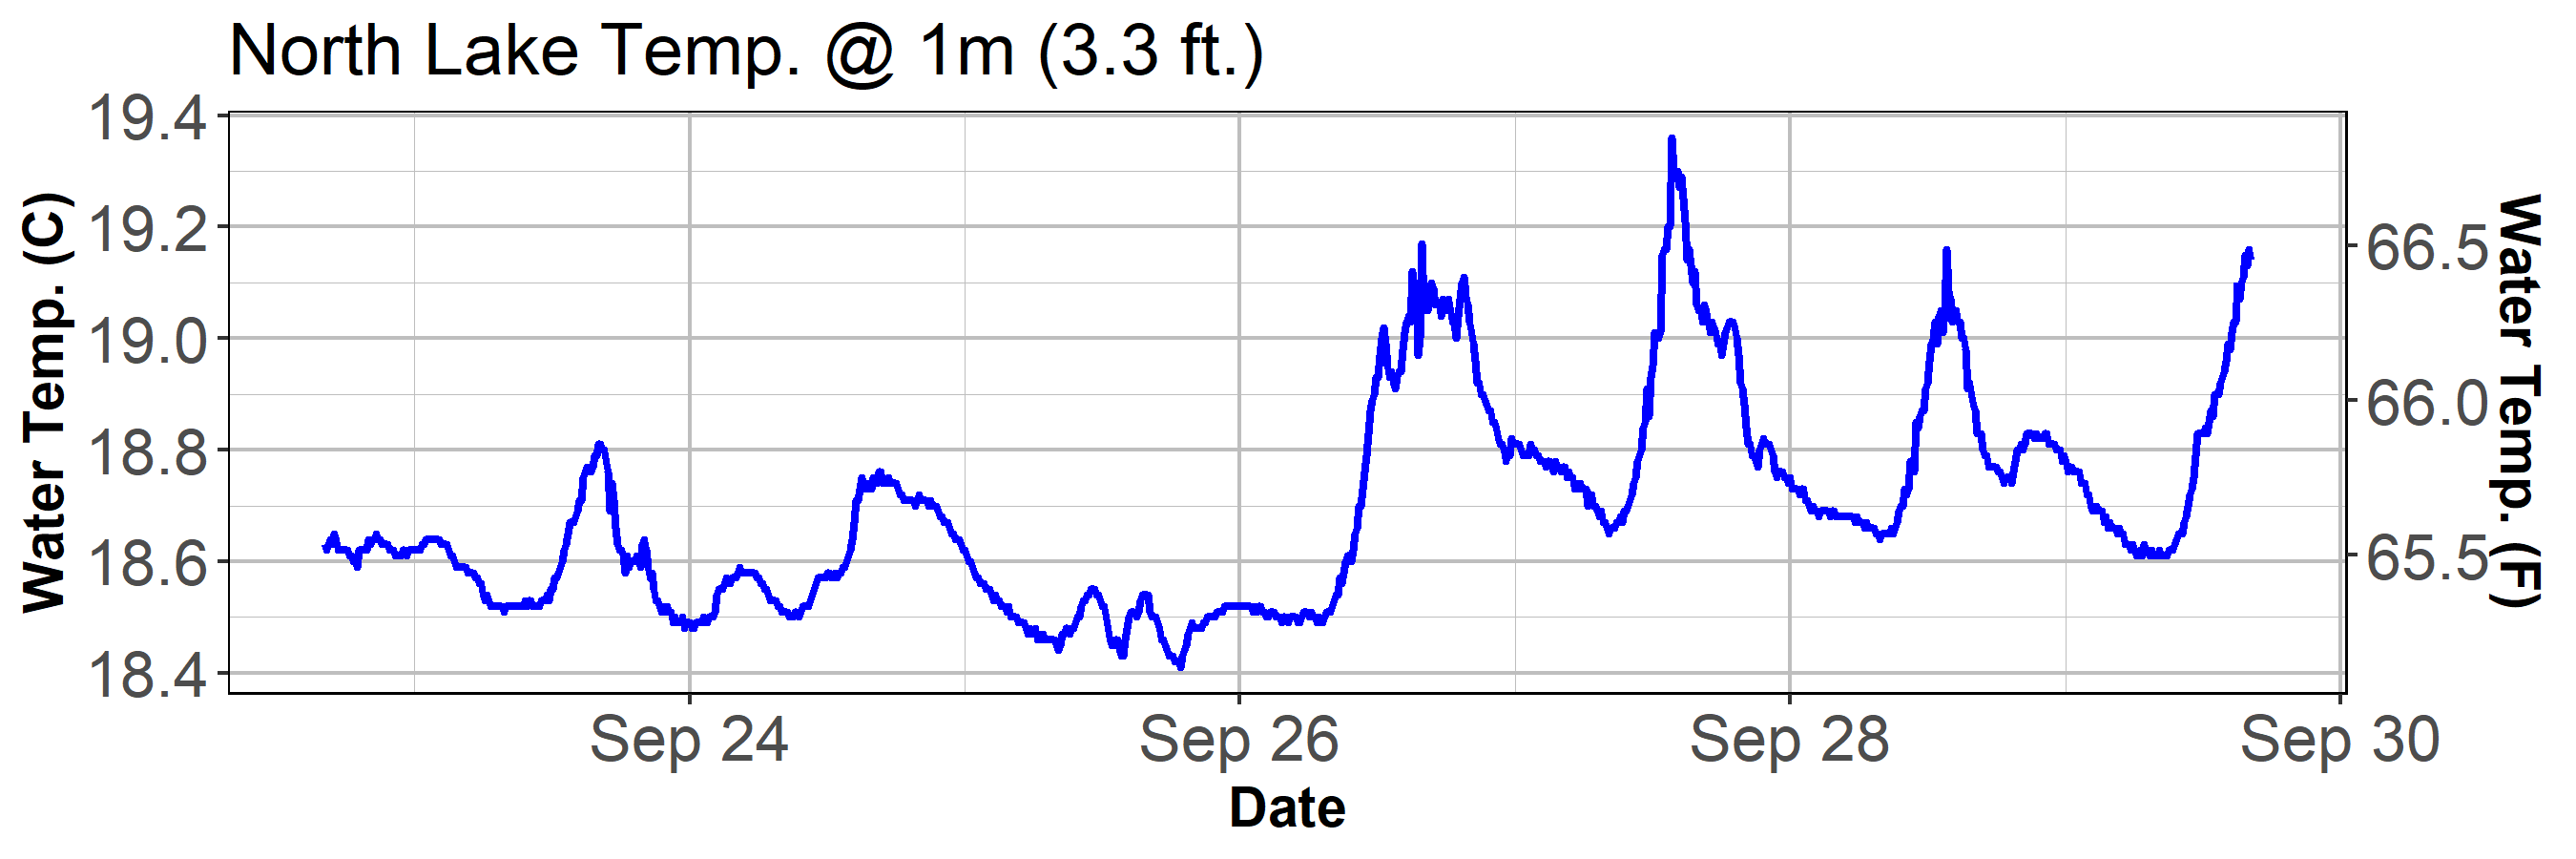 North Lake Temp. @ 1m (3.3 ft.)
Water Temp. (C)
19.4
19.2
19.0
18.8
18.6
18.4
66.5
66.0
65.5
Water Temp. (F)
Sep 24
Sep 26
Sep 28
Sep 30
Date